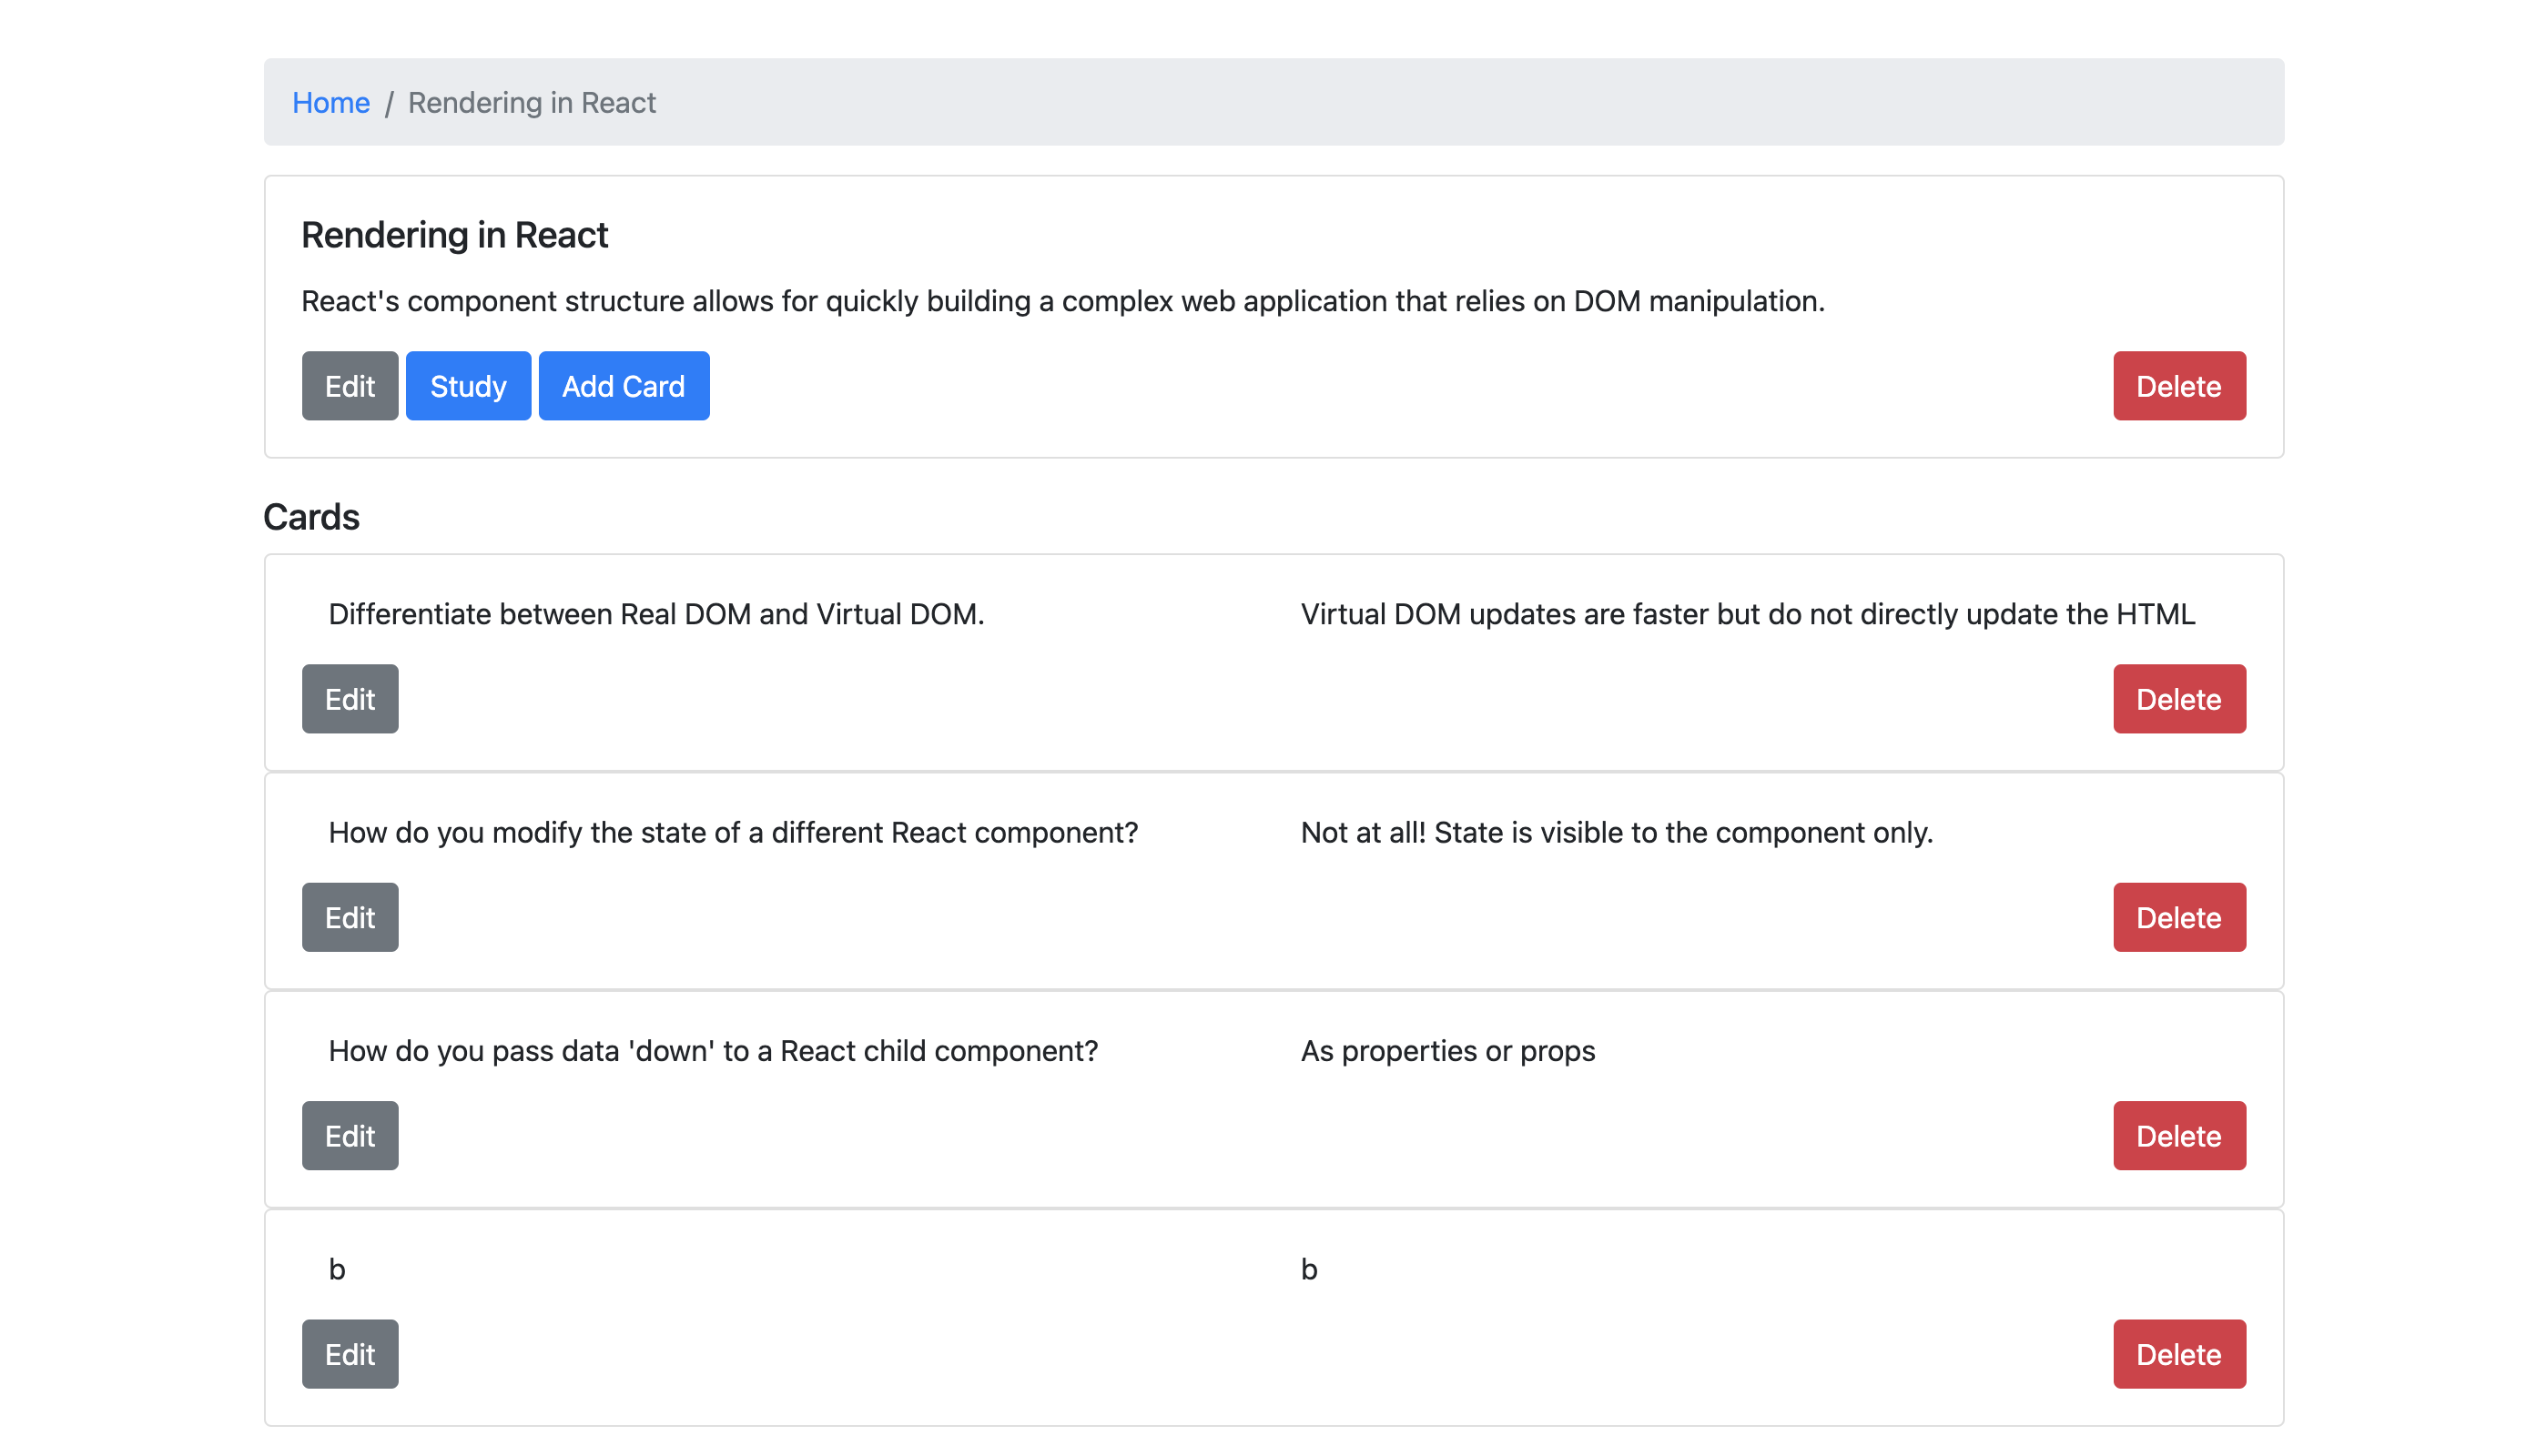 Home / Rendering in React
Rendering in React
React's component structure allows for quickly building a complex web application that relies on DOM manipulation.
Edit Study Add Card Delete
Cards
Differentiate between Real DOM and Virtual DOM. Virtual DOM updates are faster but do not directly update the HTML
Edit Delete
How do you modify the state of a different React component? Not at all! State is visible to the component only.
Edit Delete
How do you pass data 'down' to a React child component? As properties or props
Edit Delete
b b
Edit Delete